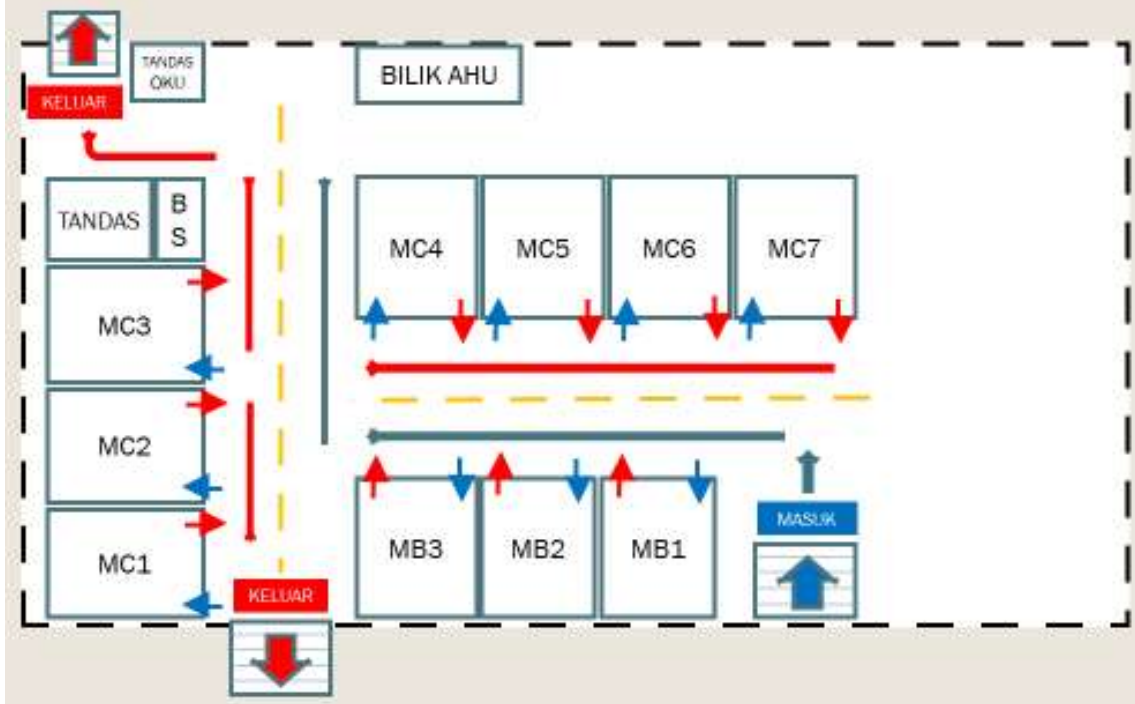 TANDAS
OKU
BILIK AHU
KELUAR
TANDAS
B
S
MC4
MC5
MC6
MC7
MC3
MC2
MC1
MASUK
MB3
MB2
MB1
KELUAR